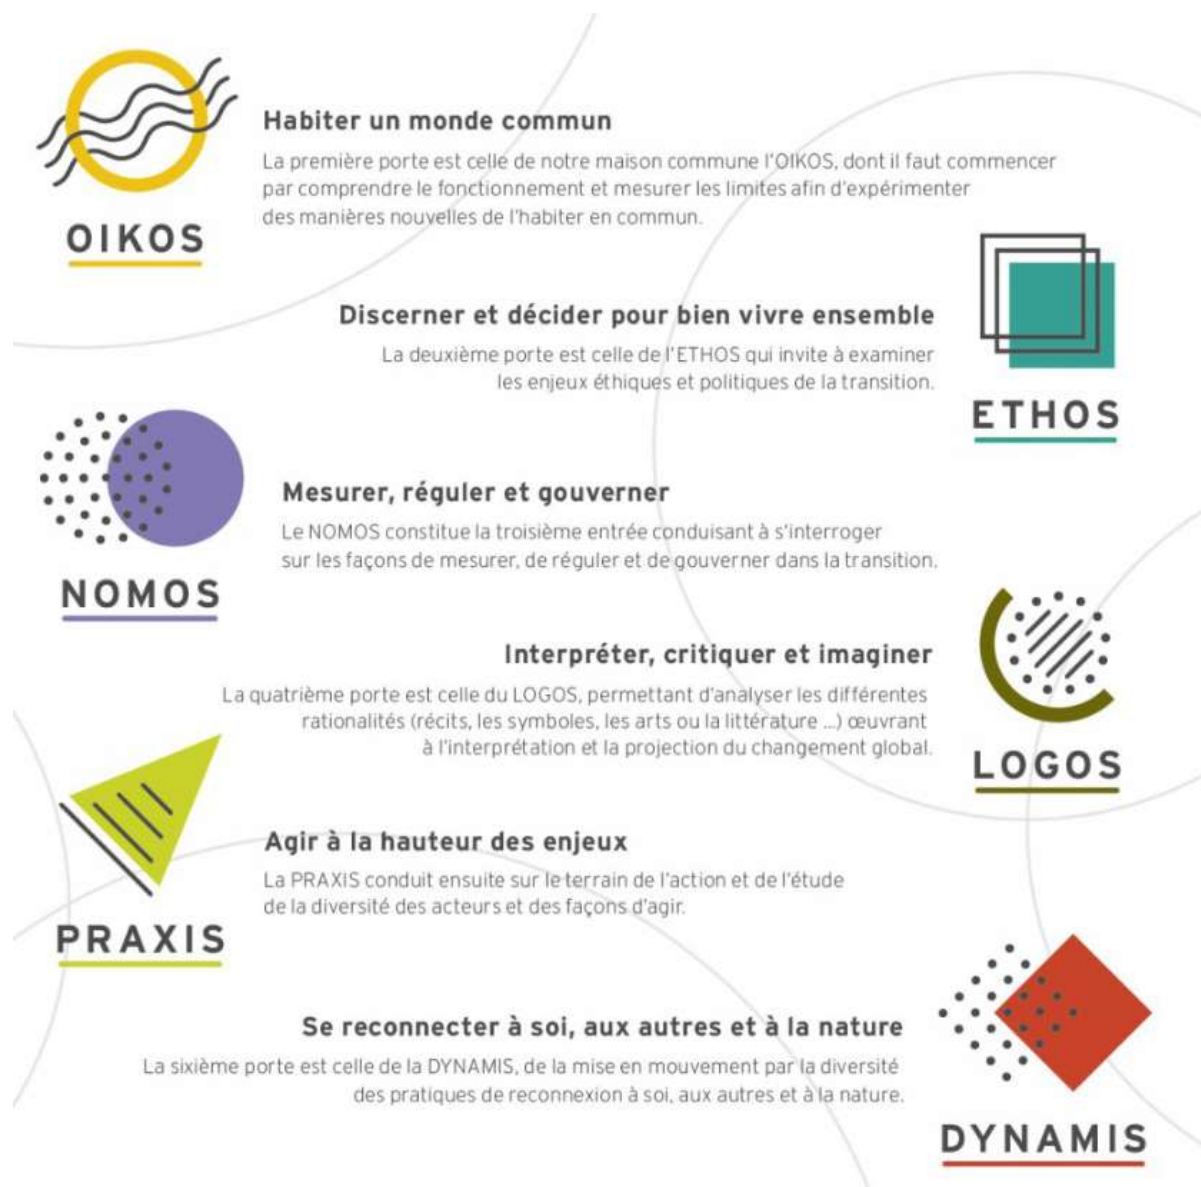 Habiter un monde commun
La première porte est celle de notre maison commune l'OIKOS, dont il faut commencer
par comprendre le fonctionnement et mesurer les limites afin d'expérimenter
des manières nouvelles de l'habiter en commun.
OIKOS
Discerner et décider pour bien vivre ensemble
La deuxième porte est celle de l'ETHOS qui invite à examiner
les enjeux éthiques et politiques de la transition.
ETHOS
Mesurer, réguler et gouverner
Le NOMOS constitue la troisième entrée conduisant à s'interroger
sur les façons de mesurer, de réguler et de gouverner dans la transition.
NOMOS
Interpréter, critiquer et imaginer
La quatrième porte est celle du LOGOS, permettant d'analyser les différentes
rationalités (récits, les symboles, les arts ou la littérature ...) œuvrant
à l'interprétation et la projection du changement global.
LOGOS
Agir à la hauteur des enjeux
La PRAXIS conduit ensuite sur le terrain de l'action et de l'étude
de la diversité des acteurs et des façons d'agir.
PRAXIS
Se reconnecter à soi, aux autres et à la nature
La sixième porte est celle de la DYNAMIS, de la mise en mouvement par la diversité
des pratiques de reconnexion à soi, aux autres et à la nature.
DYNAMIS